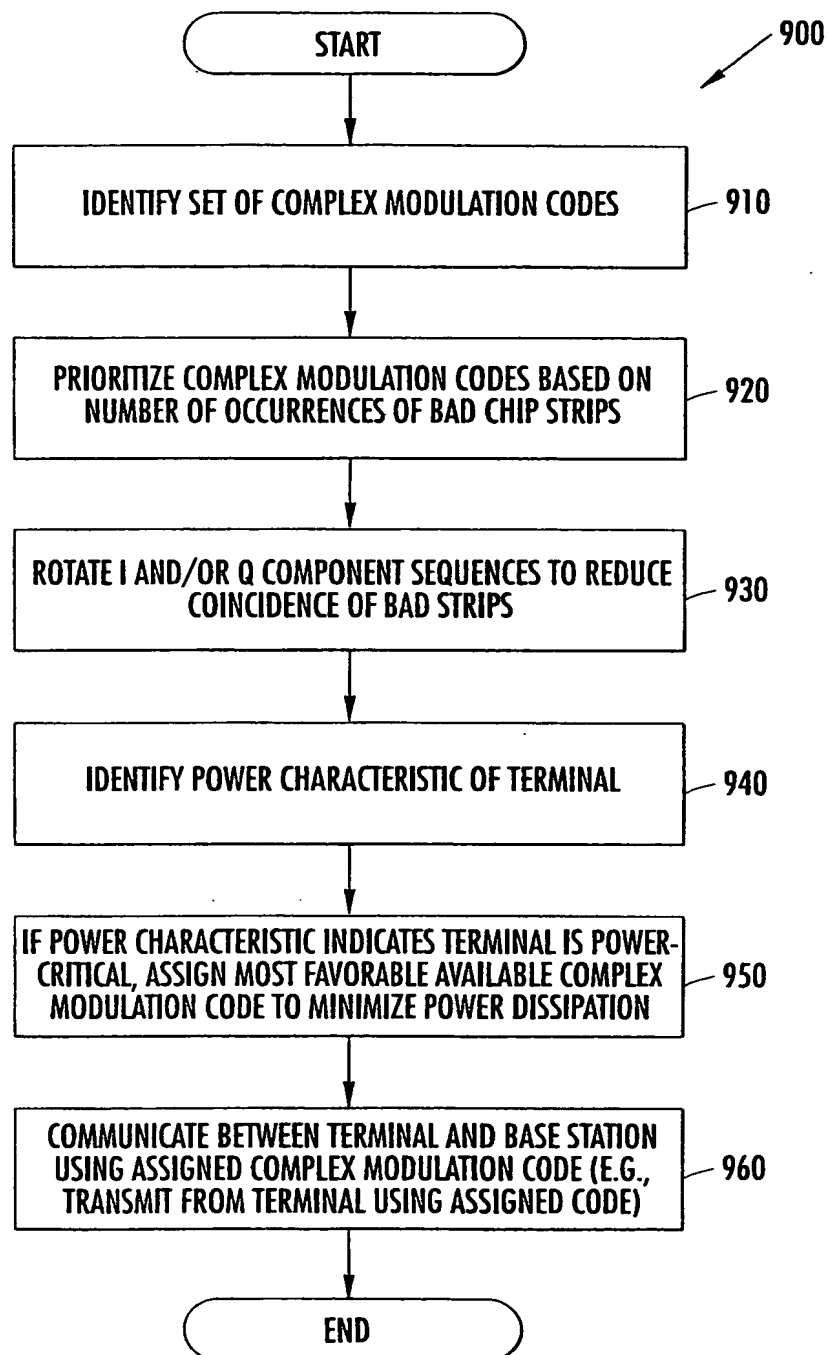 START
900
IDENTIFY SET OF COMPLEX MODULATION CODES
910
PRIORITIZE COMPLEX MODULATION CODES BASED ON
NUMBER OF OCCURRENCES OF BAD CHIP STRIPS
920
ROTATE I AND/OR Q COMPONENT SEQUENCES TO REDUCE
COINCIDENCE OF BAD STRIPS
930
IDENTIFY POWER CHARACTERISTIC OF TERMINAL
940
IF POWER CHARACTERISTIC INDICATES TERMINAL IS POWER-
CRITICAL, ASSIGN MOST FAVORABLE AVAILABLE COMPLEX
MODULATION CODE TO MINIMIZE POWER DISSIPATION
950
COMMUNICATE BETWEEN TERMINAL AND BASE STATION
USING ASSIGNED COMPLEX MODULATION CODE (E.G.,
TRANSMIT FROM TERMINAL USING ASSIGNED CODE)
960
END